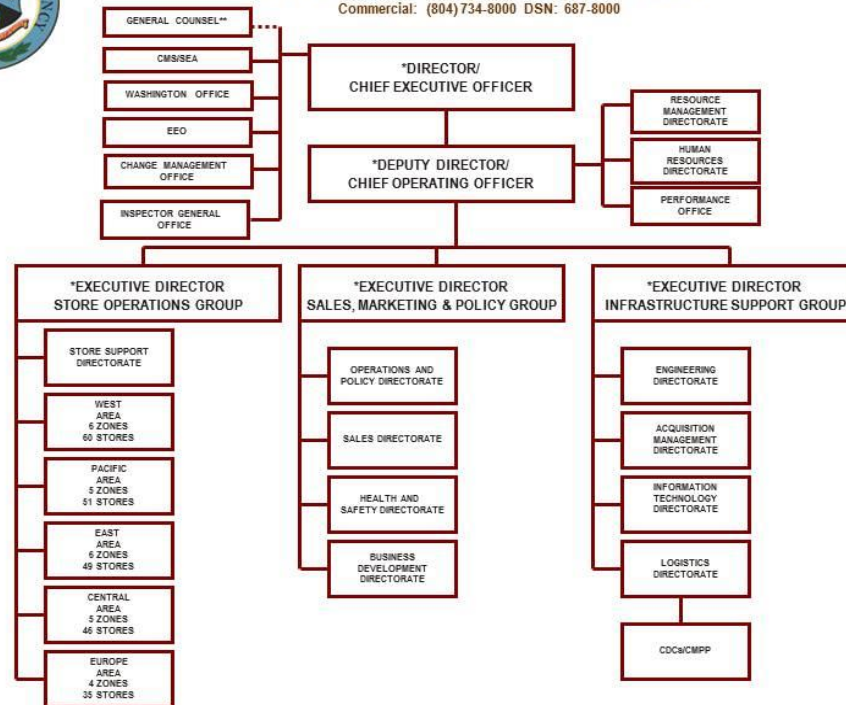 NCY
Commercial: (804) 734-8000 DSN: 687-8000
GENERAL COUNSEL**
CMS/SEA
WASHINGTON OFFICE
EEO
CHANGE MANAGEMENT
OFFICE
INSPECTOR GENERAL
OFFICE
*DIRECTOR/
CHIEF EXECUTIVE OFFICER
*DEPUTY DIRECTOR/
CHIEF OPERATING OFFICER
RESOURCE
MANAGEMENT
DIRECTORATE
HUMAN
RESOURCES
DIRECTORATE
PERFORMANCE
OFFICE
*EXECUTIVE DIRECTOR
STORE OPERATIONS GROUP
STORE SUPPORT
DIRECTORATE
WEST
AREA
6 ZONES
60 STORES
PACIFIC
AREA
5 ZONES
51 STORES
EAST
AREA
6 ZONES
49 STORES
CENTRAL
AREA
5 ZONES
46 STORES
EUROPE
AREA
4 ZONES
35 STORES
*EXECUTIVE DIRECTOR
SALES, MARKETING & POLICY GROUP
OPERATIONS AND
POLICY DIRECTORATE
SALES DIRECTORATE
HEALTH AND
SAFETY DIRECTORATE
BUSINESS
DEVELOPMENT
DIRECTORATE
*EXECUTIVE DIRECTOR
INFRASTRUCTURE SUPPORT GROUP
ENGINEERING
DIRECTORATE
ACQUISITION
MANAGEMENT
DIRECTORATE
INFORMATION
TECHNOLOGY
DIRECTORATE
LOGISTICS
DIRECTORATE
CDCs/CMPP